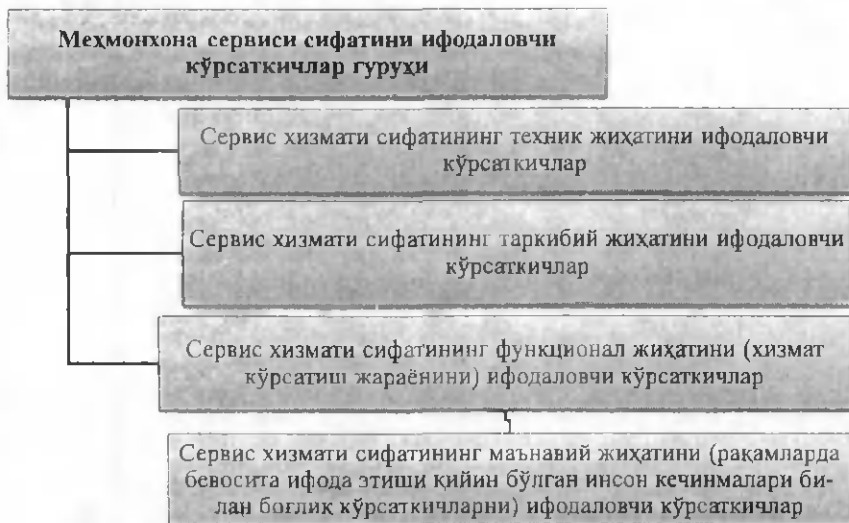 Меҳмонхона сервиси сифатини ифодаловчи
кўрсаткичлар гуруҳи
Сервис хизмати сифатининг техник жиҳатини ифодаловчи
кўрсаткичлар
Сервис хизмати сифатининг таркибий жиҳатини ифодаловчи
кўрсаткичлар
Сервис хизмати сифатининг функционал жиҳатини (хизмат
кўрсатиш жараёнини) ифодаловчи кўрсаткичлар
Сервис хизмати сифатининг маънавий жиҳатини (рақамларда
бевосита ифода этиши қийин бўлган инсон кечинмалари би-
лан боғлиқ кўрсаткичларни) ифодаловчи кўрсаткичлар